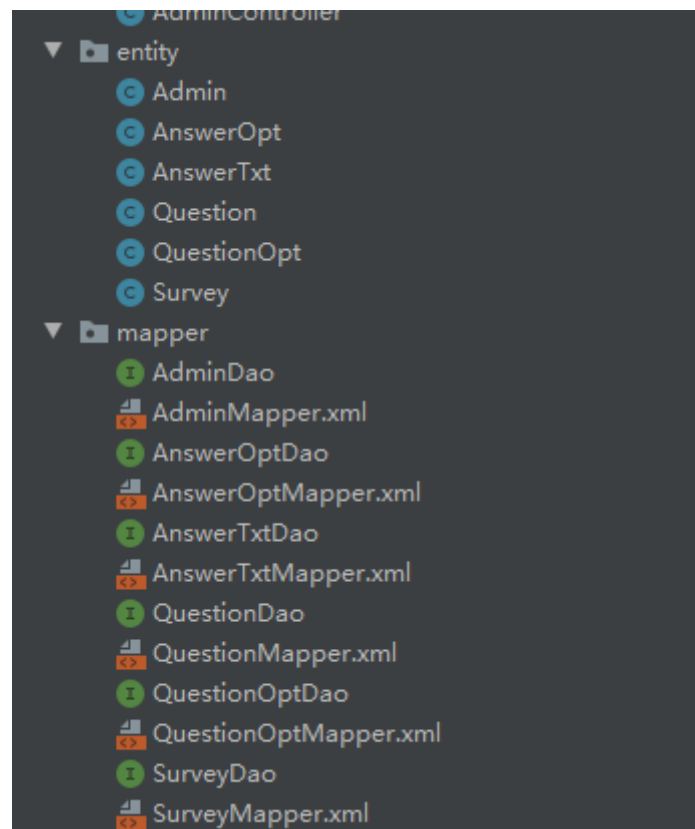 AdminController
entity
Admin
AnswerOpt
AnswerTxt
Question
QuestionOpt
Survey
mapper
AdminDao
AdminMapper.xml
AnswerOptDao
AnswerOptMapper.xml
AnswerTxtDao
AnswerTxtMapper.xml
QuestionDao
QuestionMapper.xml
QuestionOptDao
QuestionOptMapper.xml
SurveyDao
SurveyMapper.xml